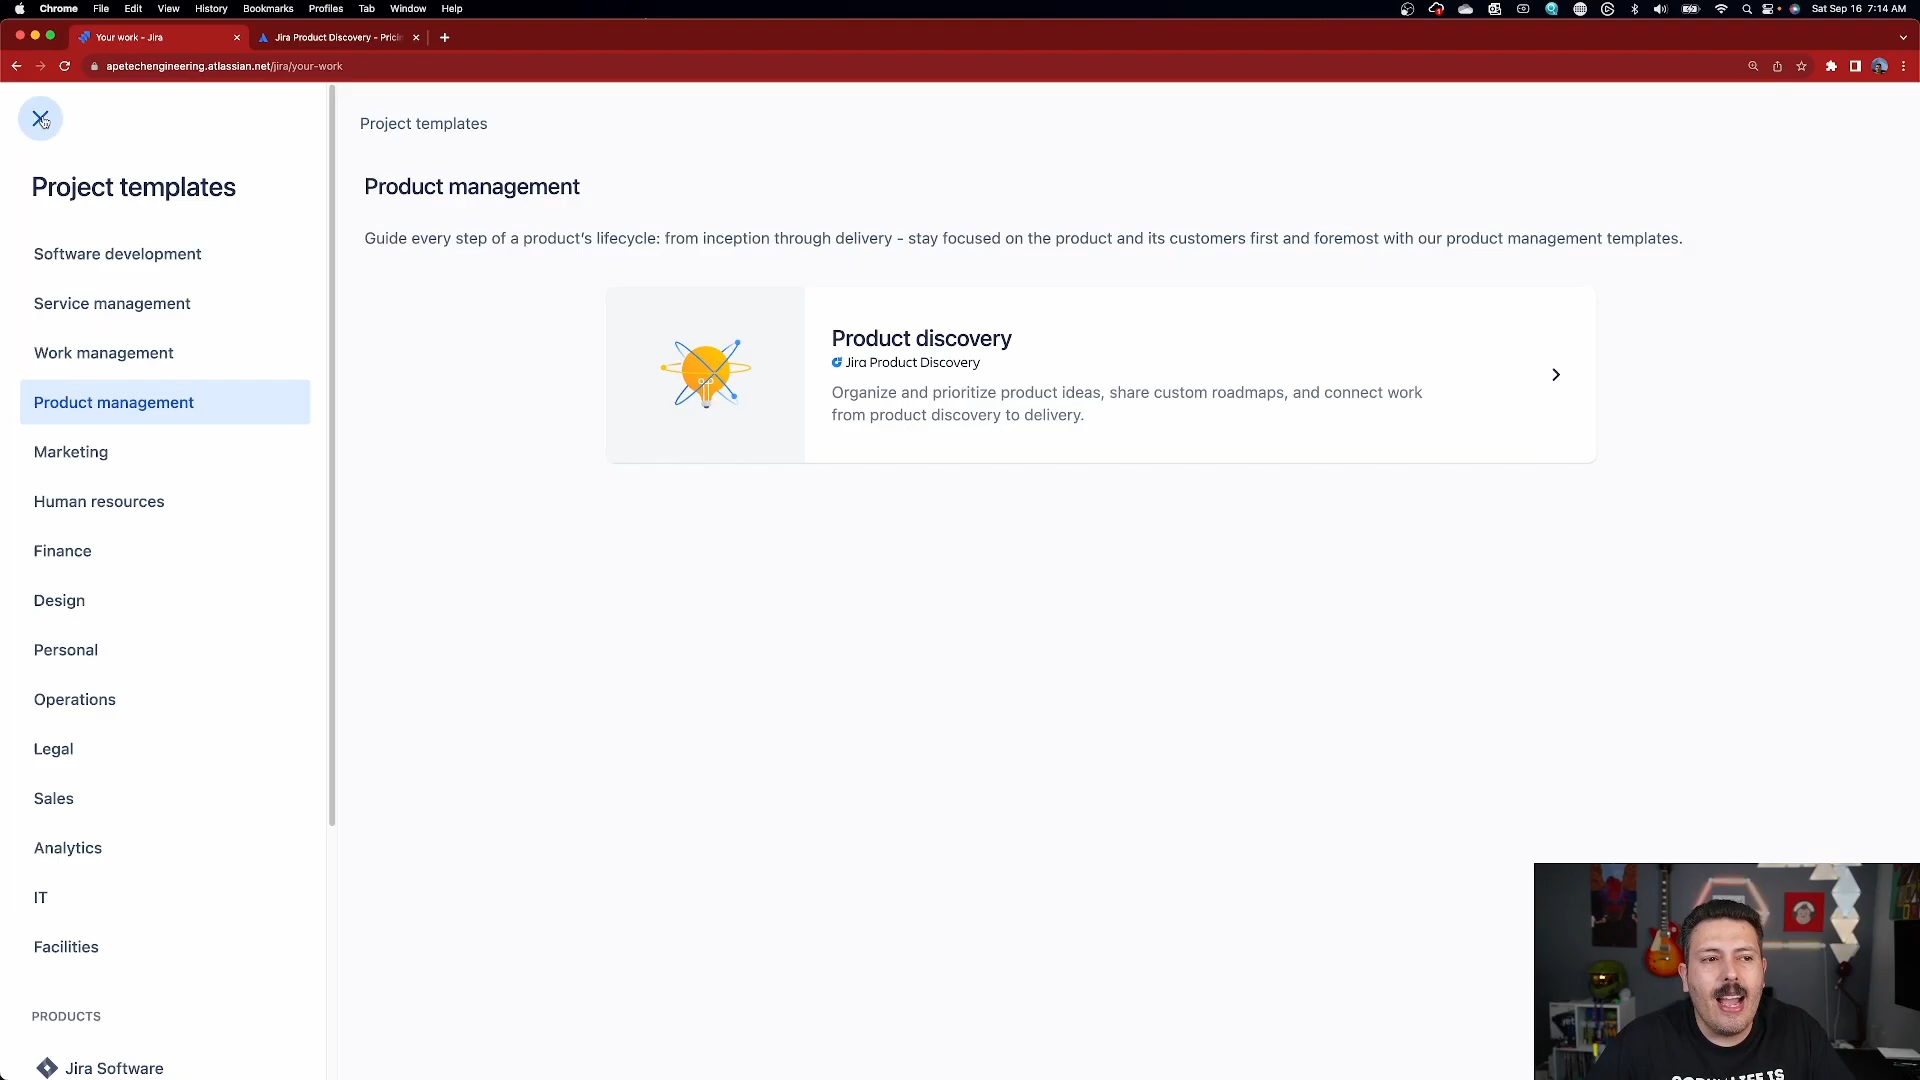 Chrome File Edit View History Bookmarks Profiles Tab Window Help
Sat Sep 16 7:14 AM
Your work - Jira
Jira Product Discovery - Pricin
apetechengineering.atlassian.net/jira/your-work
Project templates
Software development
Service management
Work management
Product management
Marketing
Human resources
Finance
Design
Personal
Operations
Legal
Sales
Analytics
IT
Facilities
PRODUCTS
Jira Software
Project templates
Product management
Guide every step of a product's lifecycle: from inception through delivery - stay focused on the product and its customers first and foremost with our product management templates.
Product discovery
Jira Product Discovery
Organize and prioritize product ideas, share custom roadmaps, and connect work
from product discovery to delivery.